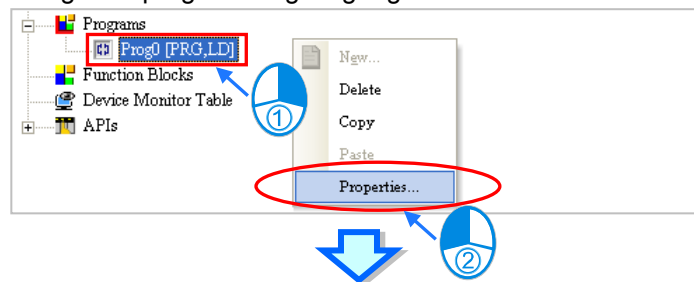 Programs
Prog0 [PRG,LD]
Function Blocks
Device Monitor Table
APIs
New...
Delete
Copy
Paste
Properties...
1
2